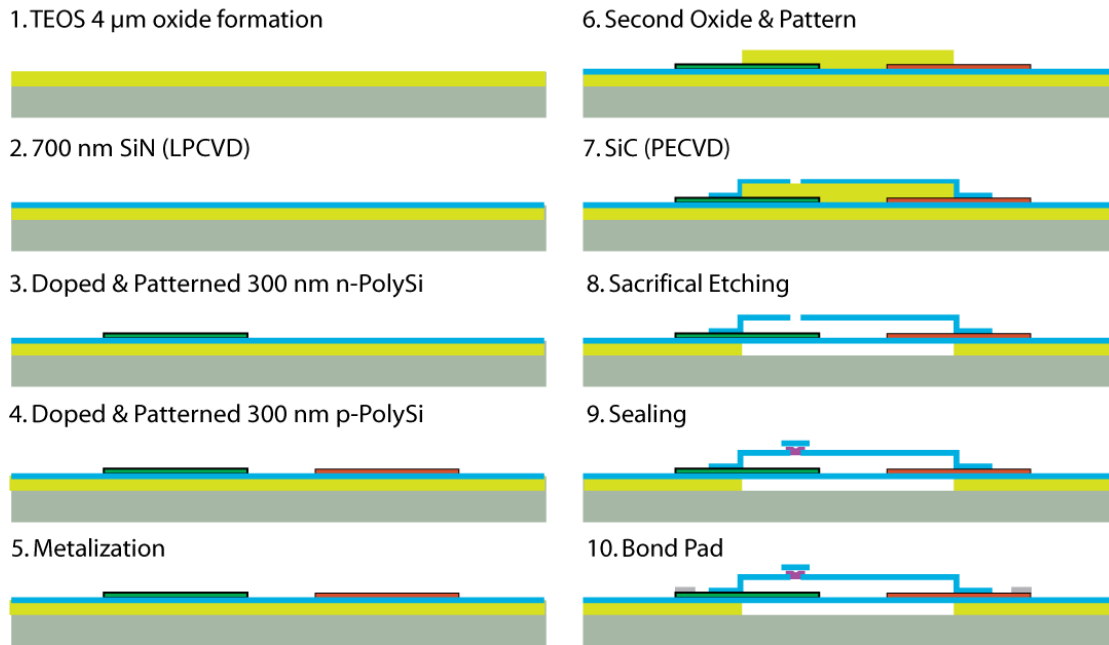 1. TEOS 4 µm oxide formation
2. 700 nm SiN (LPCVD)
3. Doped & Patterned 300 nm n-PolySi
4. Doped & Patterned 300 nm p-PolySi
5. Metalization
6. Second Oxide & Pattern
7. SiC (PECVD)
8. Sacrifical Etching
9. Sealing
10. Bond Pad